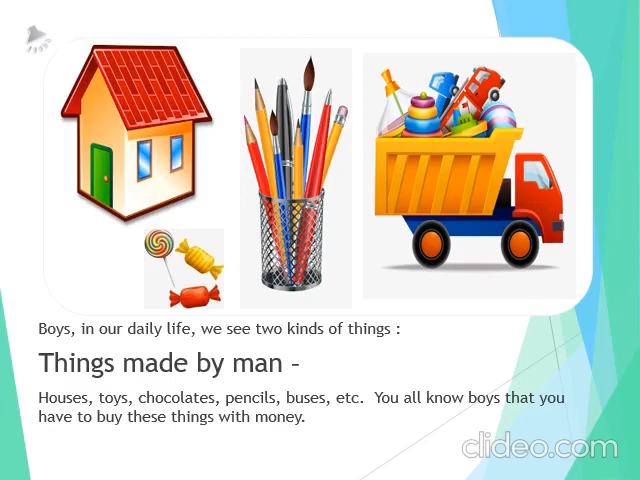 Boys, in our daily life, we see two kinds of things :
Things made by man –
Houses, toys, chocolates, pencils, buses, etc.  You all know boys that you
have to buy these things with money.
clideo.com